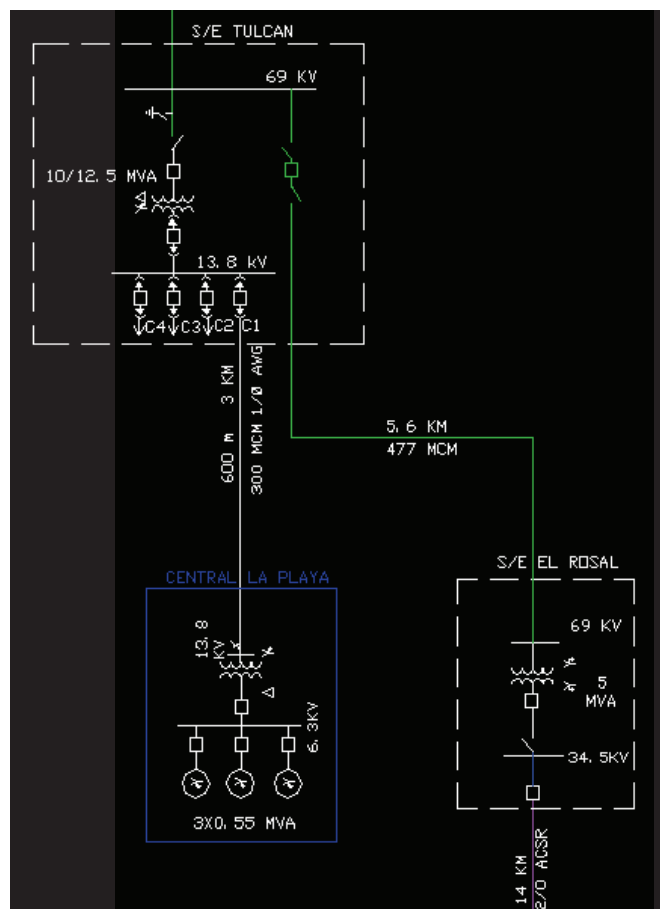 S/E TULCAN
69 KV
10/12.5 MVA
13.8 kV
C4 C3 C2 C1
600 m 3 KM
300 MCM 1/0 AWG
5.6 KM
477 MCM
CENTRAL LA PLAYA
13.8
KV
6.3KV
3X0.55 MVA
S/E EL ROSAL
69 KV
5
MVA
34.5KV
14 KM
2/0 ACSR